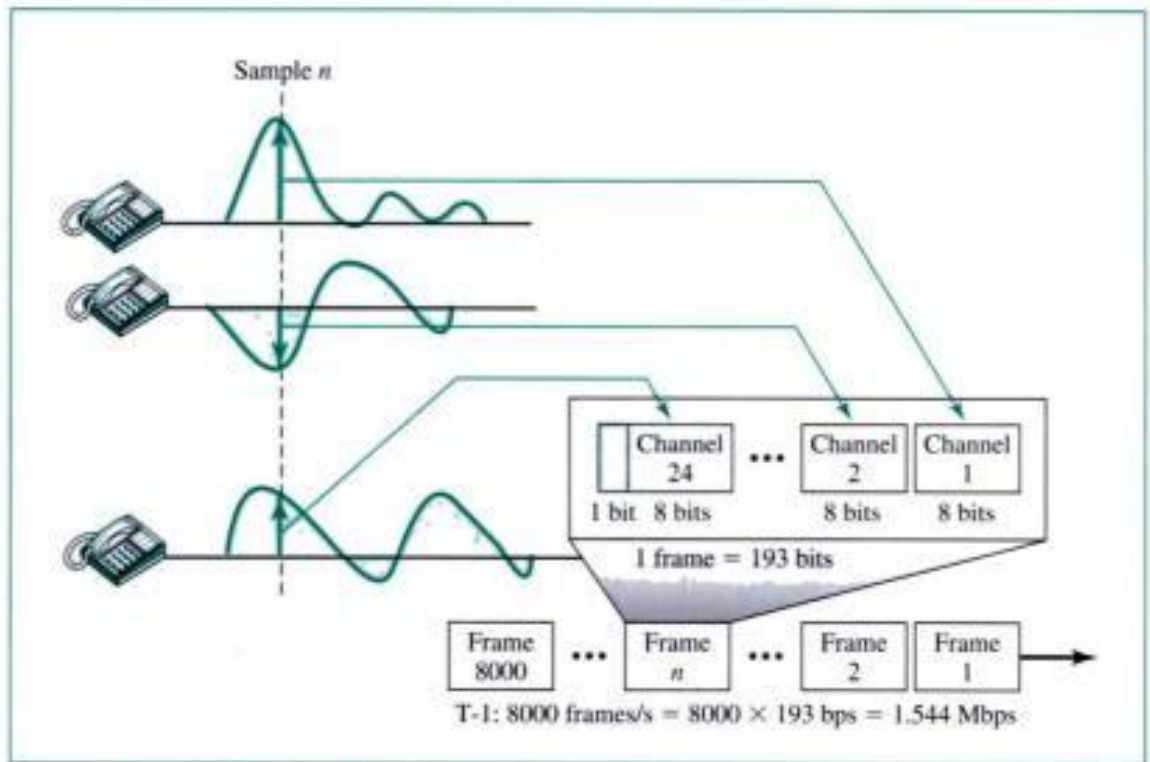 Sample n
Channel 24
•••
Channel 2
Channel 1
1 bit 8 bits
8 bits
8 bits
1 frame = 193 bits
Frame 8000
•••
Frame n
•••
Frame 2
Frame 1
T-1: 8000 frames/s = 8000 × 193 bps = 1.544 Mbps